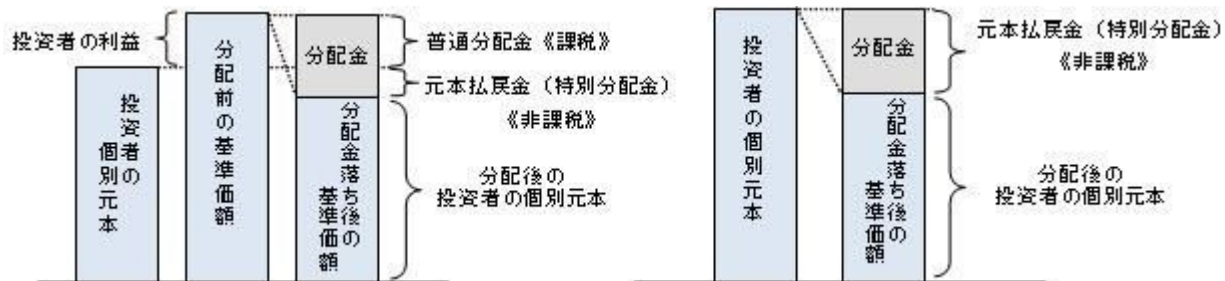 投資者の利益
投資者の
個別元本
分配前の基準価額
分配金
分配金落ち後の
基準価額
普通分配金《課税》
元本払戻金（特別分配金）
《非課税》
分配後の
投資者の個別元本
投資者の個別元本
分配金
分配金落ち後の
基準価額
元本払戻金（特別分配金）
《非課税》
分配後の
投資者の個別元本